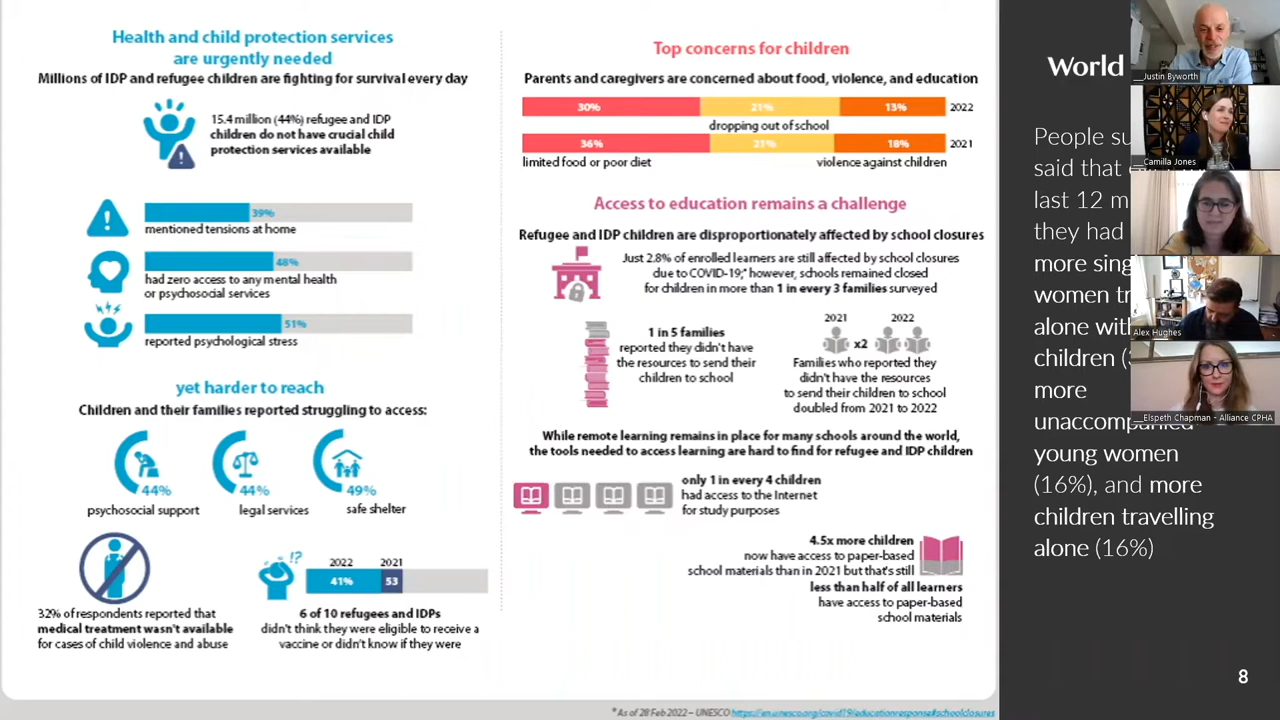 Health and child protection services
are urgently needed
Millions of IDP and refugee children are fighting for survival every day
15.4 million (44%) refugee and IDP
children do not have crucial child
protection services available
39%
mentioned tensions at home
48%
had zero access to any mental health
or psychosocial services
51%
reported psychological stress
yet harder to reach
Children and their families reported struggling to access:
44%
psychosocial support
44%
legal services
49%
safe shelter
32% of respondents reported that
medical treatment wasn't available
for cases of child violence and abuse
!?
2022 2021
41% 53
6 of 10 refugees and IDPs
didn't think they were eligible to receive a
vaccine or didn't know if they were
Top concerns for children
Parents and caregivers are concerned about food, violence, and education
30% 21% 13% 2022
dropping out of school
36% 21% 18% 2021
limited food or poor diet violence against children
Access to education remains a challenge
Refugee and IDP children are disproportionately affected by school closures
Just 2.8% of enrolled learners are still affected by school closures
due to COVID-19;* however, schools remained closed
for children in more than 1 in every 3 families surveyed
1 in 5 families
reported they didn't have
the resources to send their
children to school
2021 2022
x2
Families who reported they
didn't have the resources
to send their children to school
doubled from 2021 to 2022
While remote learning remains in place for many schools around the world,
the tools needed to access learning are hard to find for refugee and IDP children
only 1 in every 4 children
had access to the Internet
for study purposes
4.5x more children
now have access to paper-based
school materials than in 2021 but that's still
less than half of all learners
have access to paper-based
school materials
*As of 28 Feb 2022 – UNESCO https://en.unesco.org/covid19/educationresponse#schoolclosures
World
People
said that
last 12
they had
more
women
alone
children
more
unaccompanied
young women
(16%), and more
children travelling
alone (16%)
8
__Justin Byworth
Camilla Jones
Alex Hughes
__Elspeth Chapman - Alliance CPHA